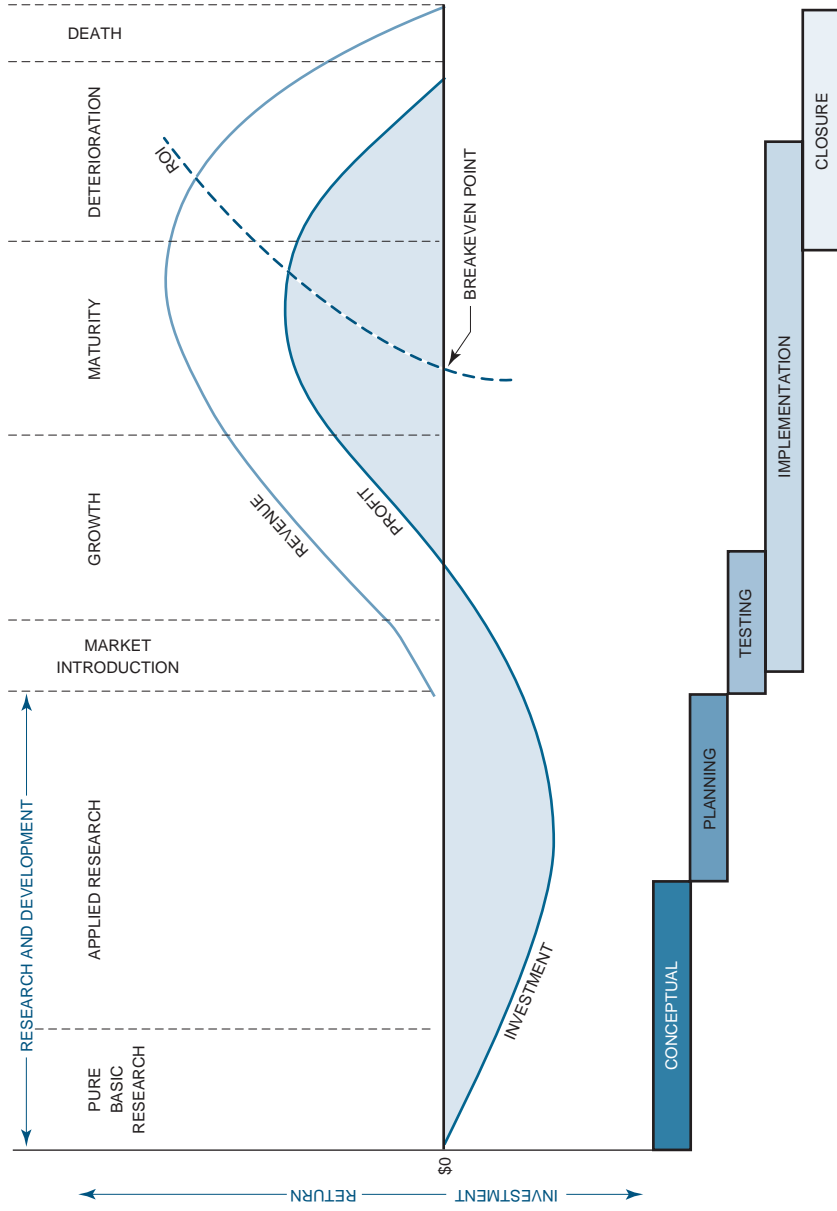 RESEARCH AND DEVELOPMENT
PURE
BASIC
RESEARCH
APPLIED RESEARCH
MARKET
INTRODUCTION
GROWTH
MATURITY
DETERIORATION
DEATH
RETURN
INVESTMENT
$0
INVESTMENT
REVENUE
PROFIT
ROI
BREAKEVEN POINT
CONCEPTUAL
PLANNING
TESTING
IMPLEMENTATION
CLOSURE